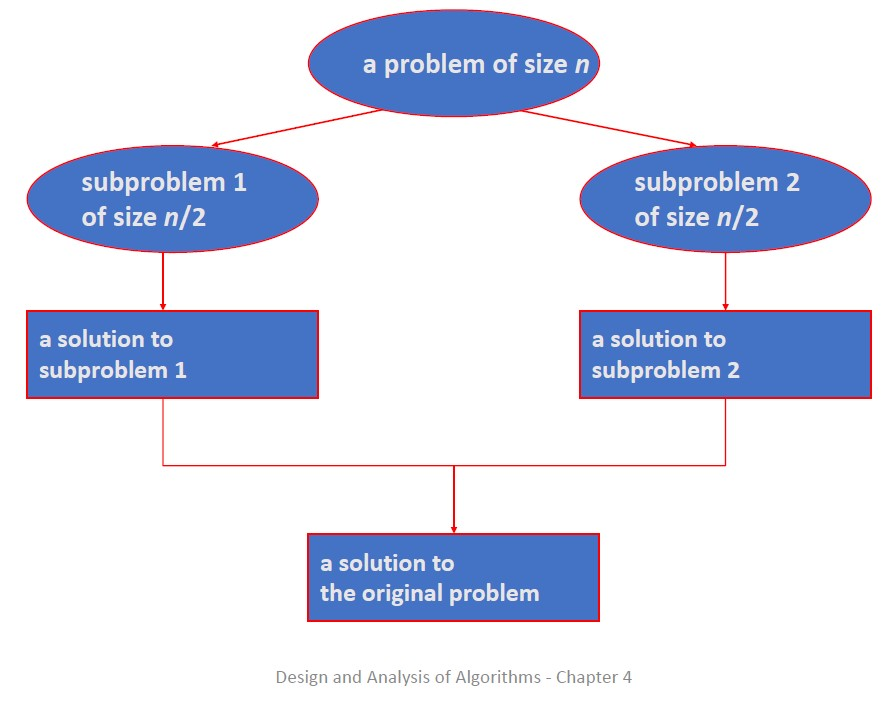 a problem of size n
subproblem 1
of size n/2
subproblem 2
of size n/2
a solution to
subproblem 1
a solution to
subproblem 2
a solution to
the original problem
Design and Analysis of Algorithms - Chapter 4